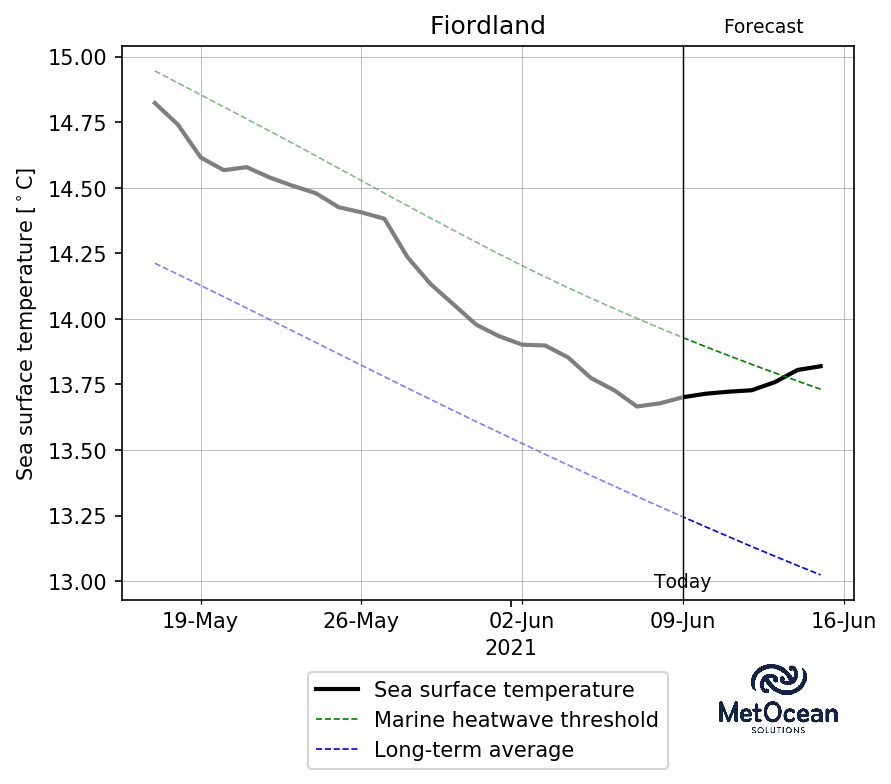 Fiordland
Forecast
Sea surface temperature [°C]
15.00
14.75
14.50
14.25
14.00
13.75
13.50
13.25
13.00
Today
19-May
26-May
02-Jun
09-Jun
16-Jun
2021
Sea surface temperature
Marine heatwave threshold
Long-term average
MetOcean
SOLUTIONS